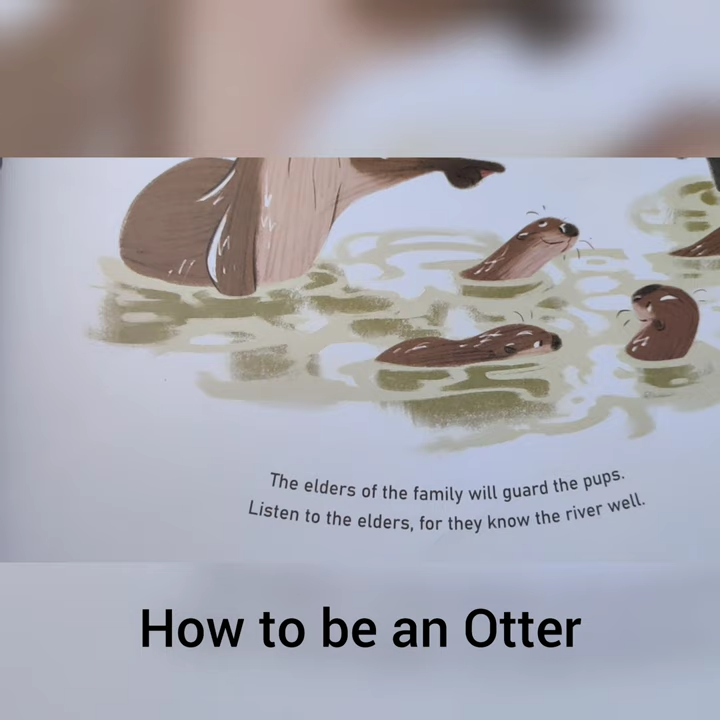 The elders of the family will guard the pups.
Listen to the elders, for they know the river well.
How to be an Otter